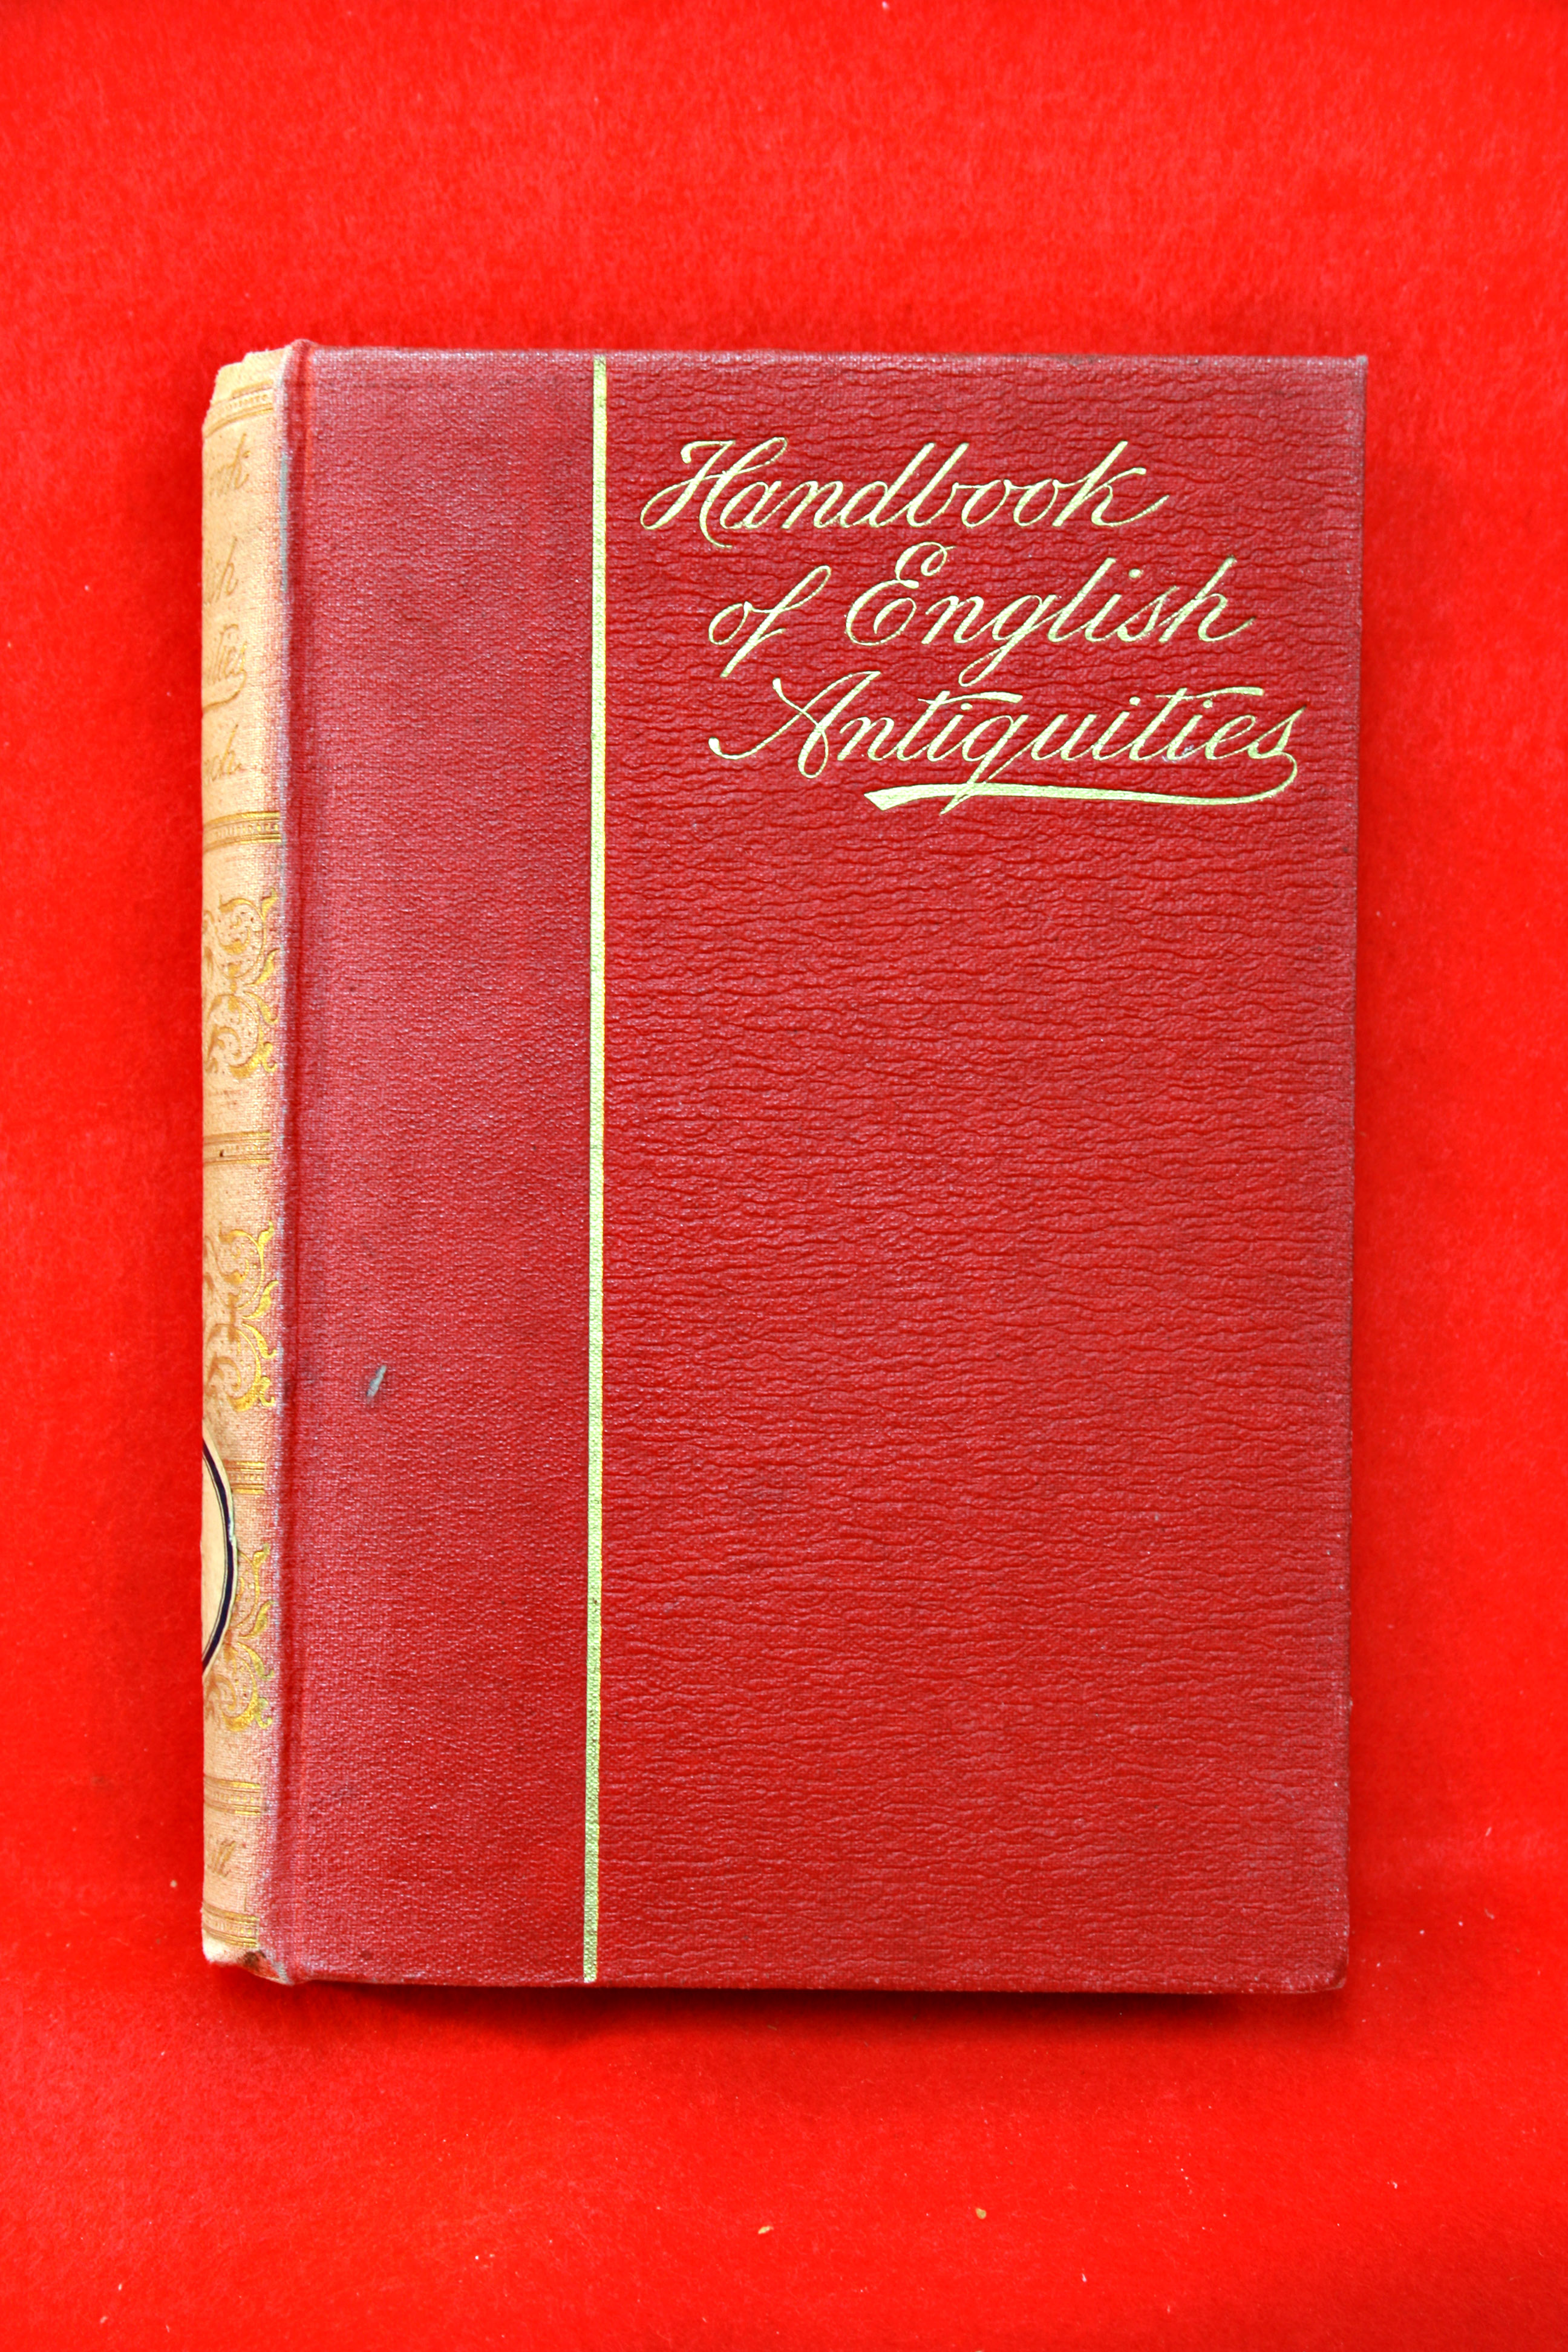 Handbook
of English
Antiquities